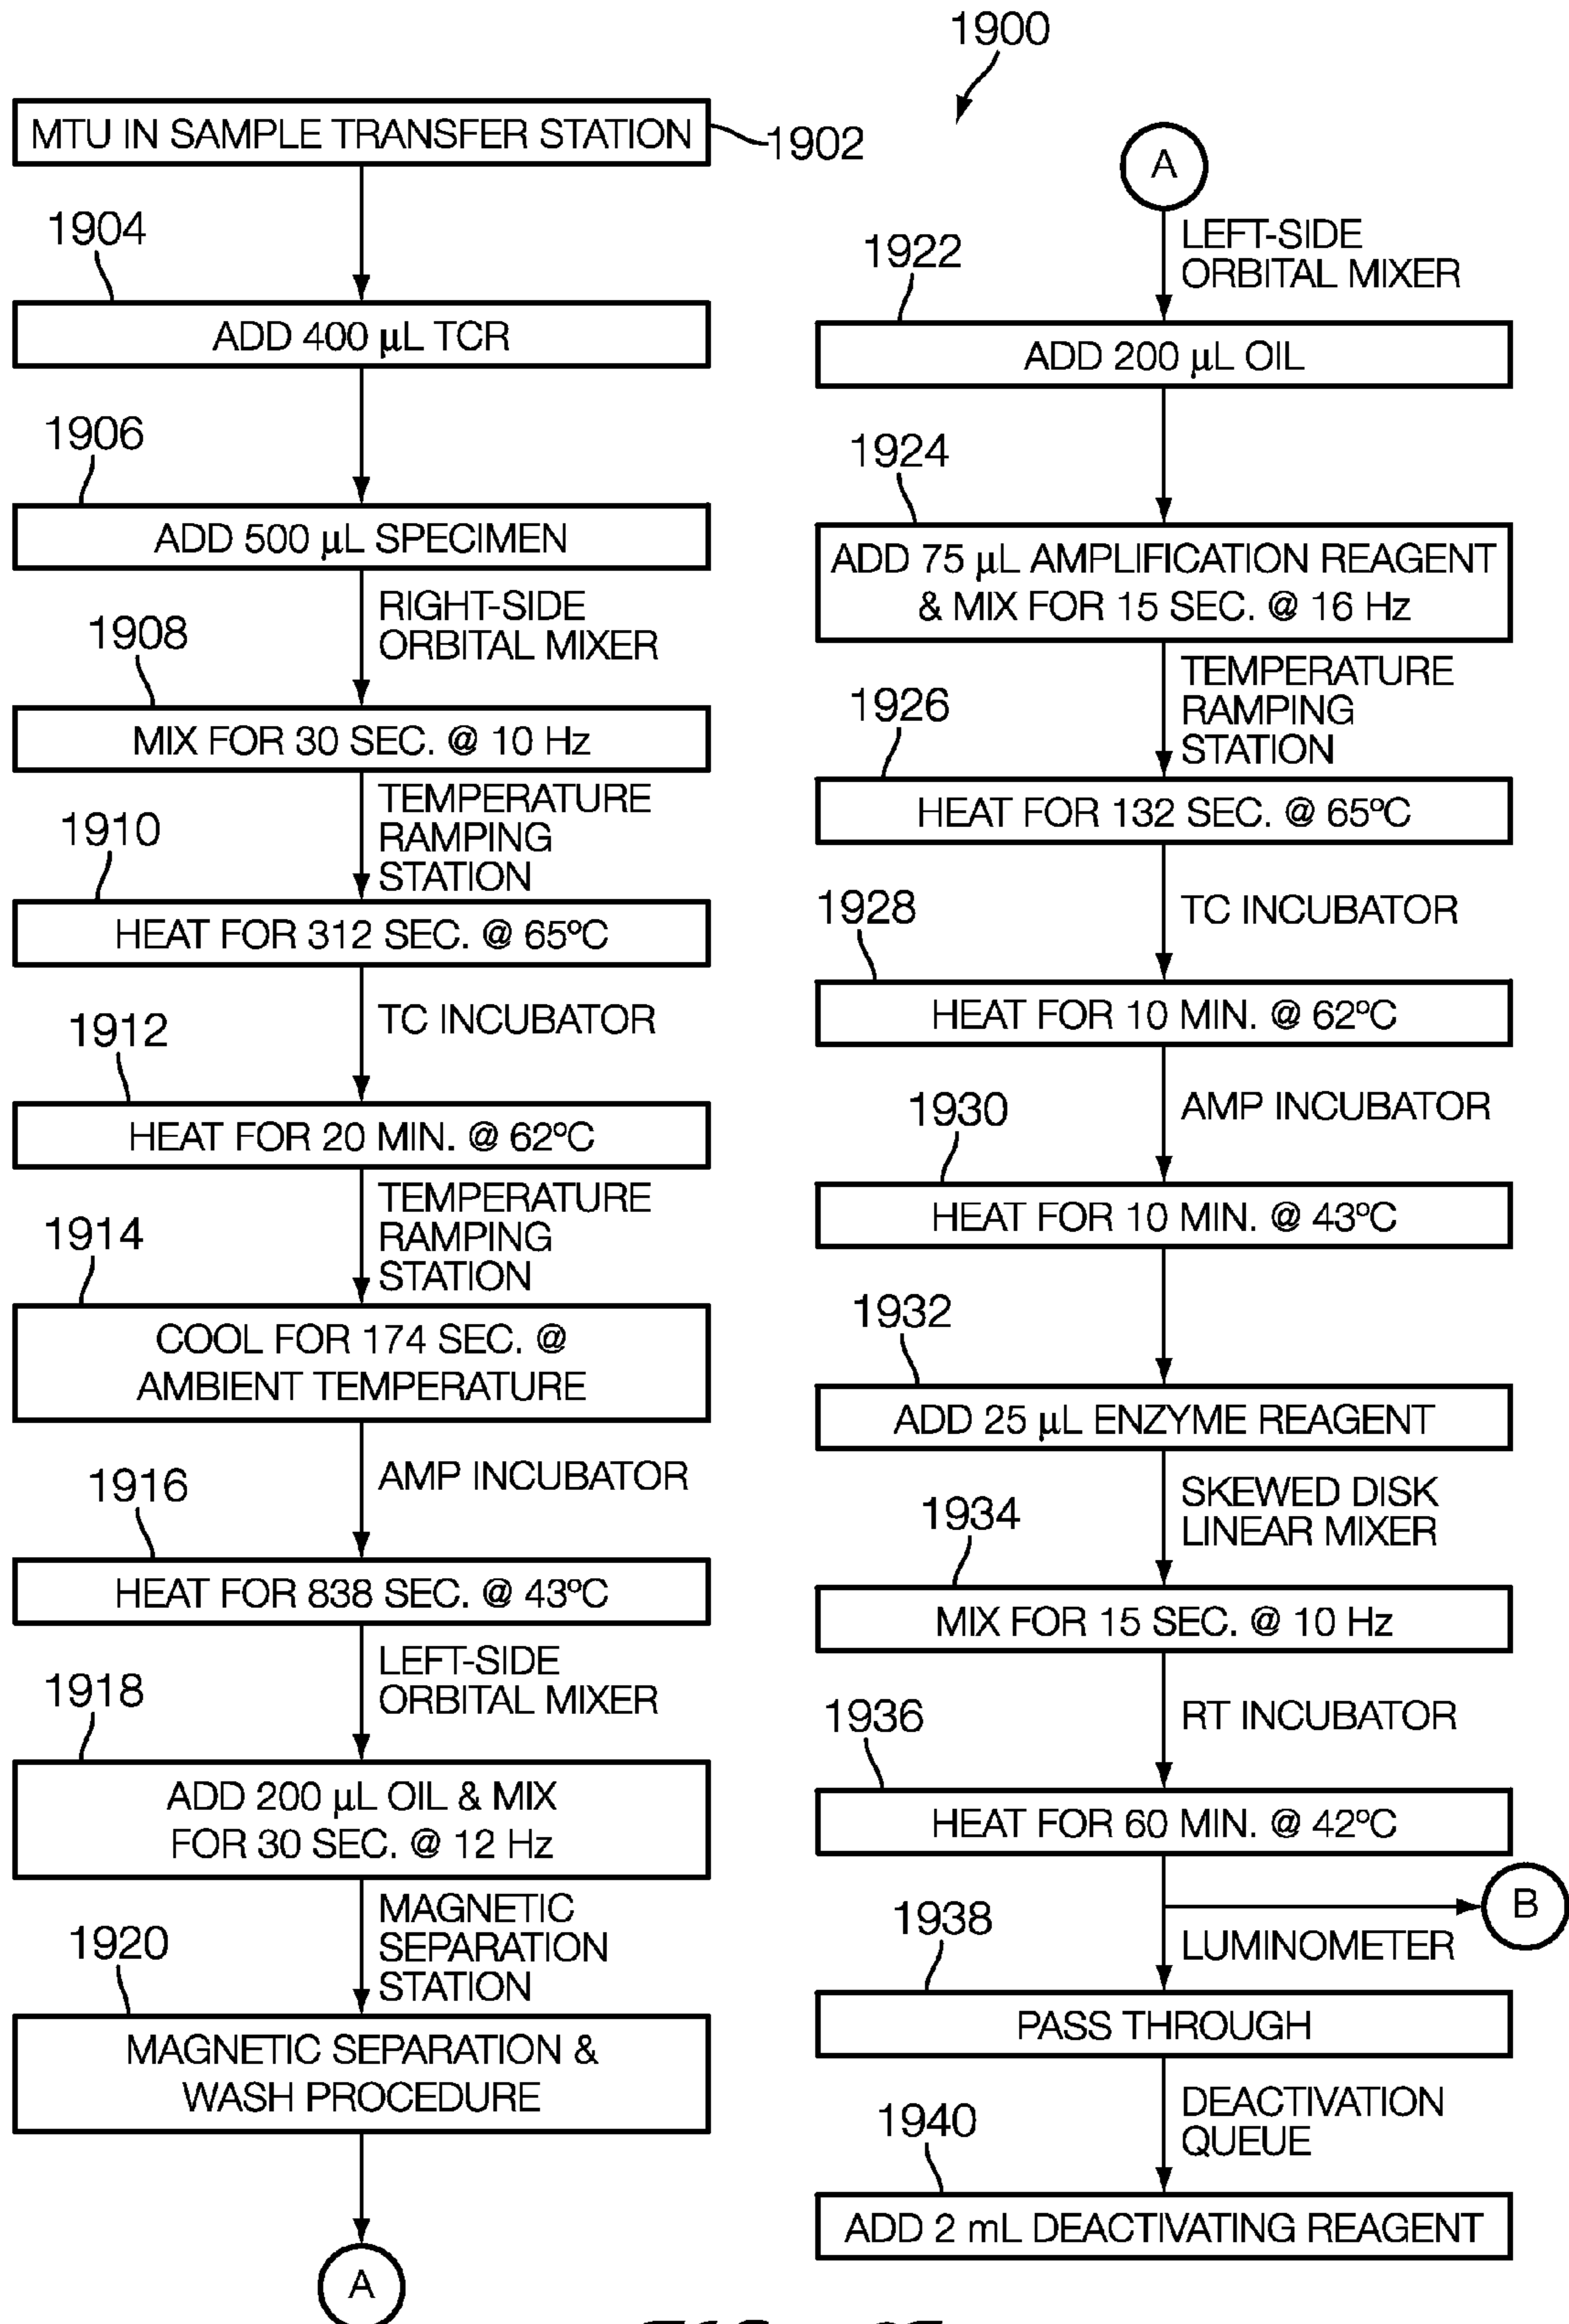 1900
MTU IN SAMPLE TRANSFER STATION
1902
1904
ADD 400 µL TCR
1906
ADD 500 µL SPECIMEN
RIGHT-SIDE
ORBITAL MIXER
1908
MIX FOR 30 SEC. @ 10 Hz
TEMPERATURE
RAMPING
STATION
1910
HEAT FOR 312 SEC. @ 65ºC
TC INCUBATOR
1912
HEAT FOR 20 MIN. @ 62ºC
TEMPERATURE
RAMPING
STATION
1914
COOL FOR 174 SEC. @
AMBIENT TEMPERATURE
AMP INCUBATOR
1916
HEAT FOR 838 SEC. @ 43ºC
LEFT-SIDE
ORBITAL MIXER
1918
ADD 200 µL OIL & MIX
FOR 30 SEC. @ 12 Hz
MAGNETIC
SEPARATION
STATION
1920
MAGNETIC SEPARATION &
WASH PROCEDURE
A
A
LEFT-SIDE
ORBITAL MIXER
1922
ADD 200 µL OIL
1924
ADD 75 µL AMPLIFICATION REAGENT
& MIX FOR 15 SEC. @ 16 Hz
TEMPERATURE
RAMPING
STATION
1926
HEAT FOR 132 SEC. @ 65ºC
TC INCUBATOR
1928
HEAT FOR 10 MIN. @ 62ºC
AMP INCUBATOR
1930
HEAT FOR 10 MIN. @ 43ºC
1932
ADD 25 µL ENZYME REAGENT
SKEWED DISK
LINEAR MIXER
1934
MIX FOR 15 SEC. @ 10 Hz
RT INCUBATOR
1936
HEAT FOR 60 MIN. @ 42ºC
B
LUMINOMETER
1938
PASS THROUGH
DEACTIVATION
QUEUE
1940
ADD 2 mL DEACTIVATING REAGENT